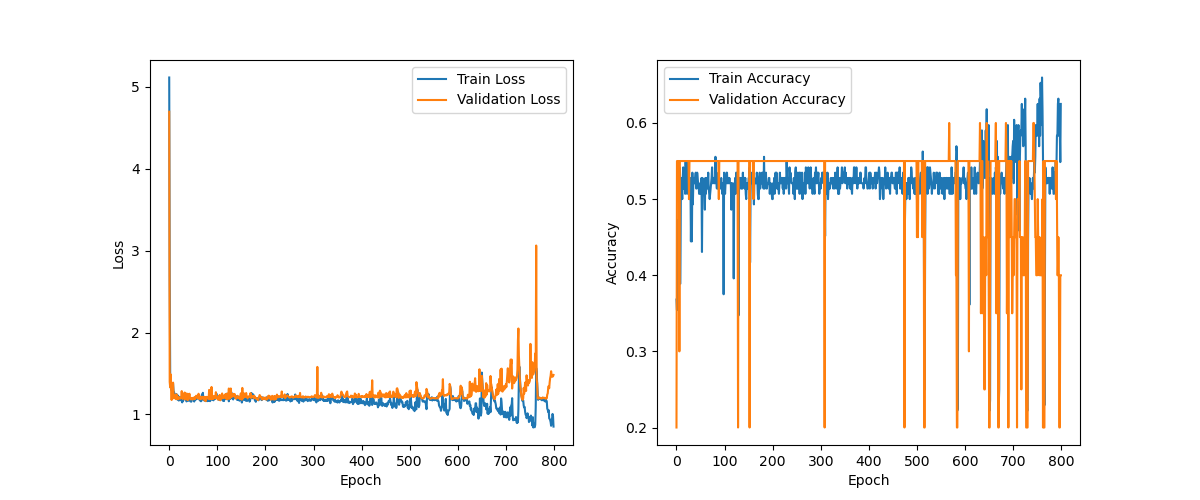 Train Loss
Validation Loss
5
4
3
2
1
Loss
0 100 200 300 400 500 600 700 800
Epoch
Train Accuracy
Validation Accuracy
0.6
0.5
0.4
0.3
0.2
Accuracy
0 100 200 300 400 500 600 700 800
Epoch